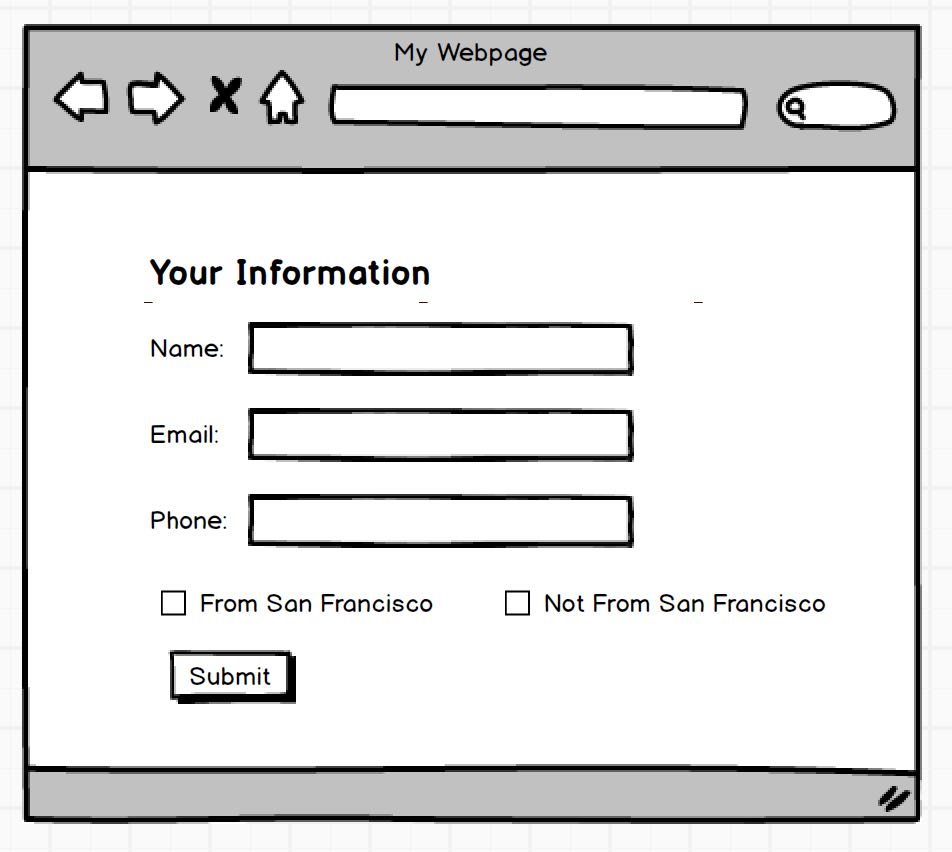 My Webpage
Your Information
Name:
Email:
Phone:
From San Francisco Not From San Francisco
Submit